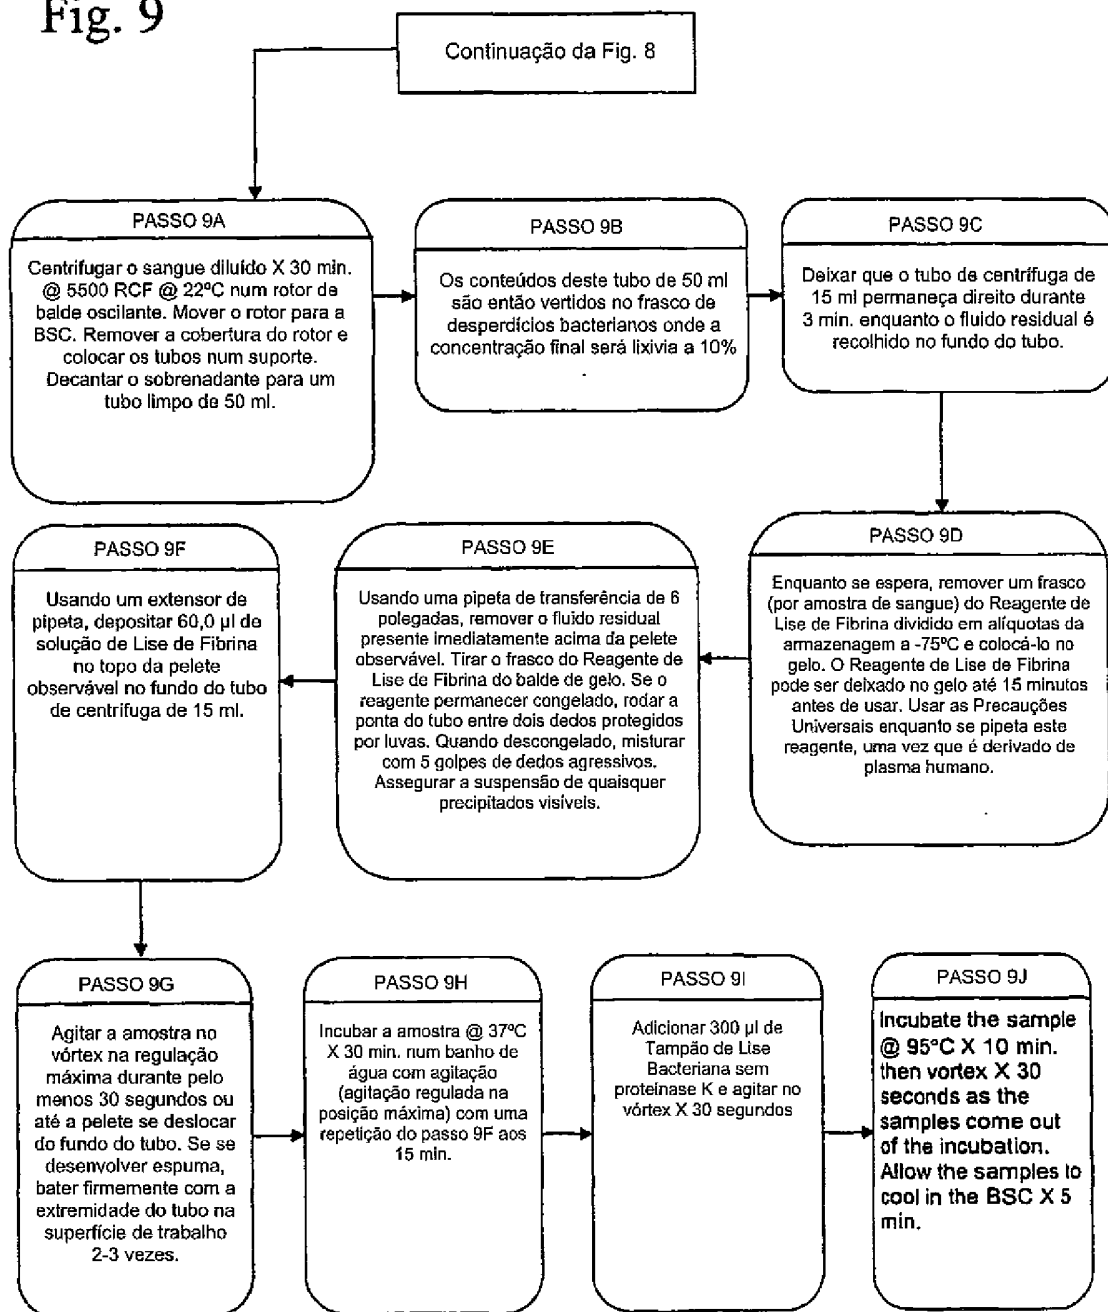 Fig. 9
Continuação da Fig. 8
PASSO 9A
Centrifugar o sangue diluído X 30 min.
@ 5500 RCF @ 22ºC num rotor de
balde oscilante. Mover o rotor para a
BSC. Remover a cobertura do rotor e
colocar os tubos num suporte.
Decantar o sobrenadante para um
tubo limpo de 50 ml.
PASSO 9B
Os conteúdos deste tubo de 50 ml
são então vertidos no frasco de
desperdícios bacterianos onde a
concentração final será lixivia a 10%
PASSO 9C
Deixar que o tubo de centrífuga de
15 ml permaneça direito durante
3 min. enquanto o fluido residual é
recolhido no fundo do tubo.
PASSO 9D
Enquanto se espera, remover um frasco
(por amostra de sangue) do Reagente de
Lise de Fibrina dividido em alíquotas da
armazenagem a -75ºC e colocá-lo no
gelo. O Reagente de Lise de Fibrina
pode ser deixado no gelo até 15 minutos
antes de usar. Usar as Precauções
Universais enquanto se pipeta este
reagente, uma vez que é derivado de
plasma humano.
PASSO 9E
Usando uma pipeta de transferência de 6
polegadas, remover o fluido residual
presente imediatamente acima da pelete
observável. Tirar o frasco do Reagente de
Lise de Fibrina do balde de gelo. Se o
reagente permanecer congelado, rodar a
ponta do tubo entre dois dedos protegidos
por luvas. Quando descongelado, misturar
com 5 golpes de dedos agressivos.
Assegurar a suspensão de quaisquer
precipitados visíveis.
PASSO 9F
Usando um extensor de
pipeta, depositar 60,0 µl de
solução de Lise de Fibrina
no topo da pelete
observável no fundo do tubo
de centrífuga de 15 ml.
PASSO 9G
Agitar a amostra no
vórtex na regulação
máxima durante pelo
menos 30 segundos ou
até a pelete se deslocar
do fundo do tubo. Se se
desenvolver espuma,
bater firmemente com a
extremidade do tubo na
superfície de trabalho
2-3 vezes.
PASSO 9H
Incubar a amostra @ 37ºC
X 30 min. num banho de
água com agitação
(agitação regulada na
posição máxima) com uma
repetição do passo 9F aos
15 min.
PASSO 9I
Adicionar 300 µl de
Tampão de Lise
Bacteriana sem
proteinase K e agitar no
vórtex X 30 segundos
PASSO 9J
Incubate the sample
@ 95°C X 10 min.
then vortex X 30
seconds as the
samples come out
of the incubation.
Allow the samples to
cool in the BSC X 5
min.